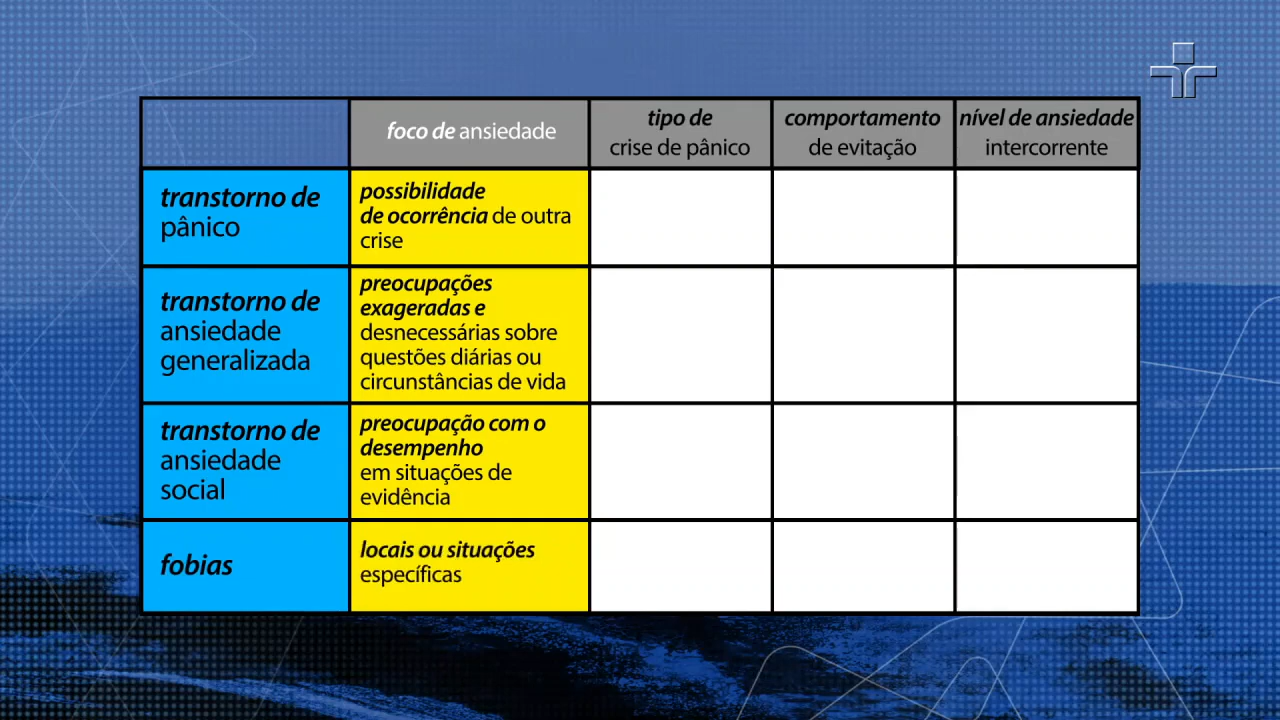 foco de ansiedade
tipo de
crise de pânico
comportamento
de evitação
nível de ansiedade
intercorrente
transtorno de
pânico
possibilidade
de ocorrência de outra
crise
transtorno de
ansiedade
generalizada
preocupações
exageradas e
desnecessárias sobre
questões diárias ou
circunstâncias de vida
transtorno de
ansiedade
social
preocupação com o
desempenho
em situações de
evidência
fobias
locais ou situações
específicas